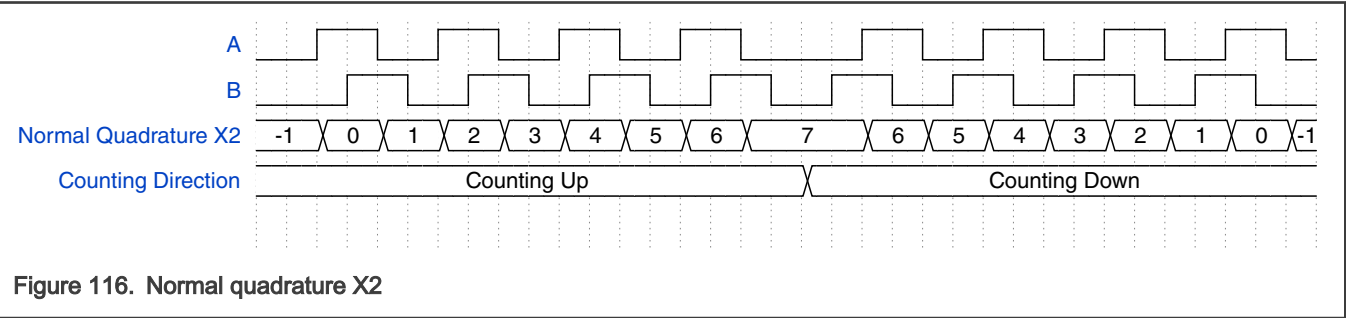 A
B
Normal Quadrature X2 -1 0 1 2 3 4 5 6 7 6 5 4 3 2 1 0 -1
Counting Direction Counting Up Counting Down
Figure 116. Normal quadrature X2